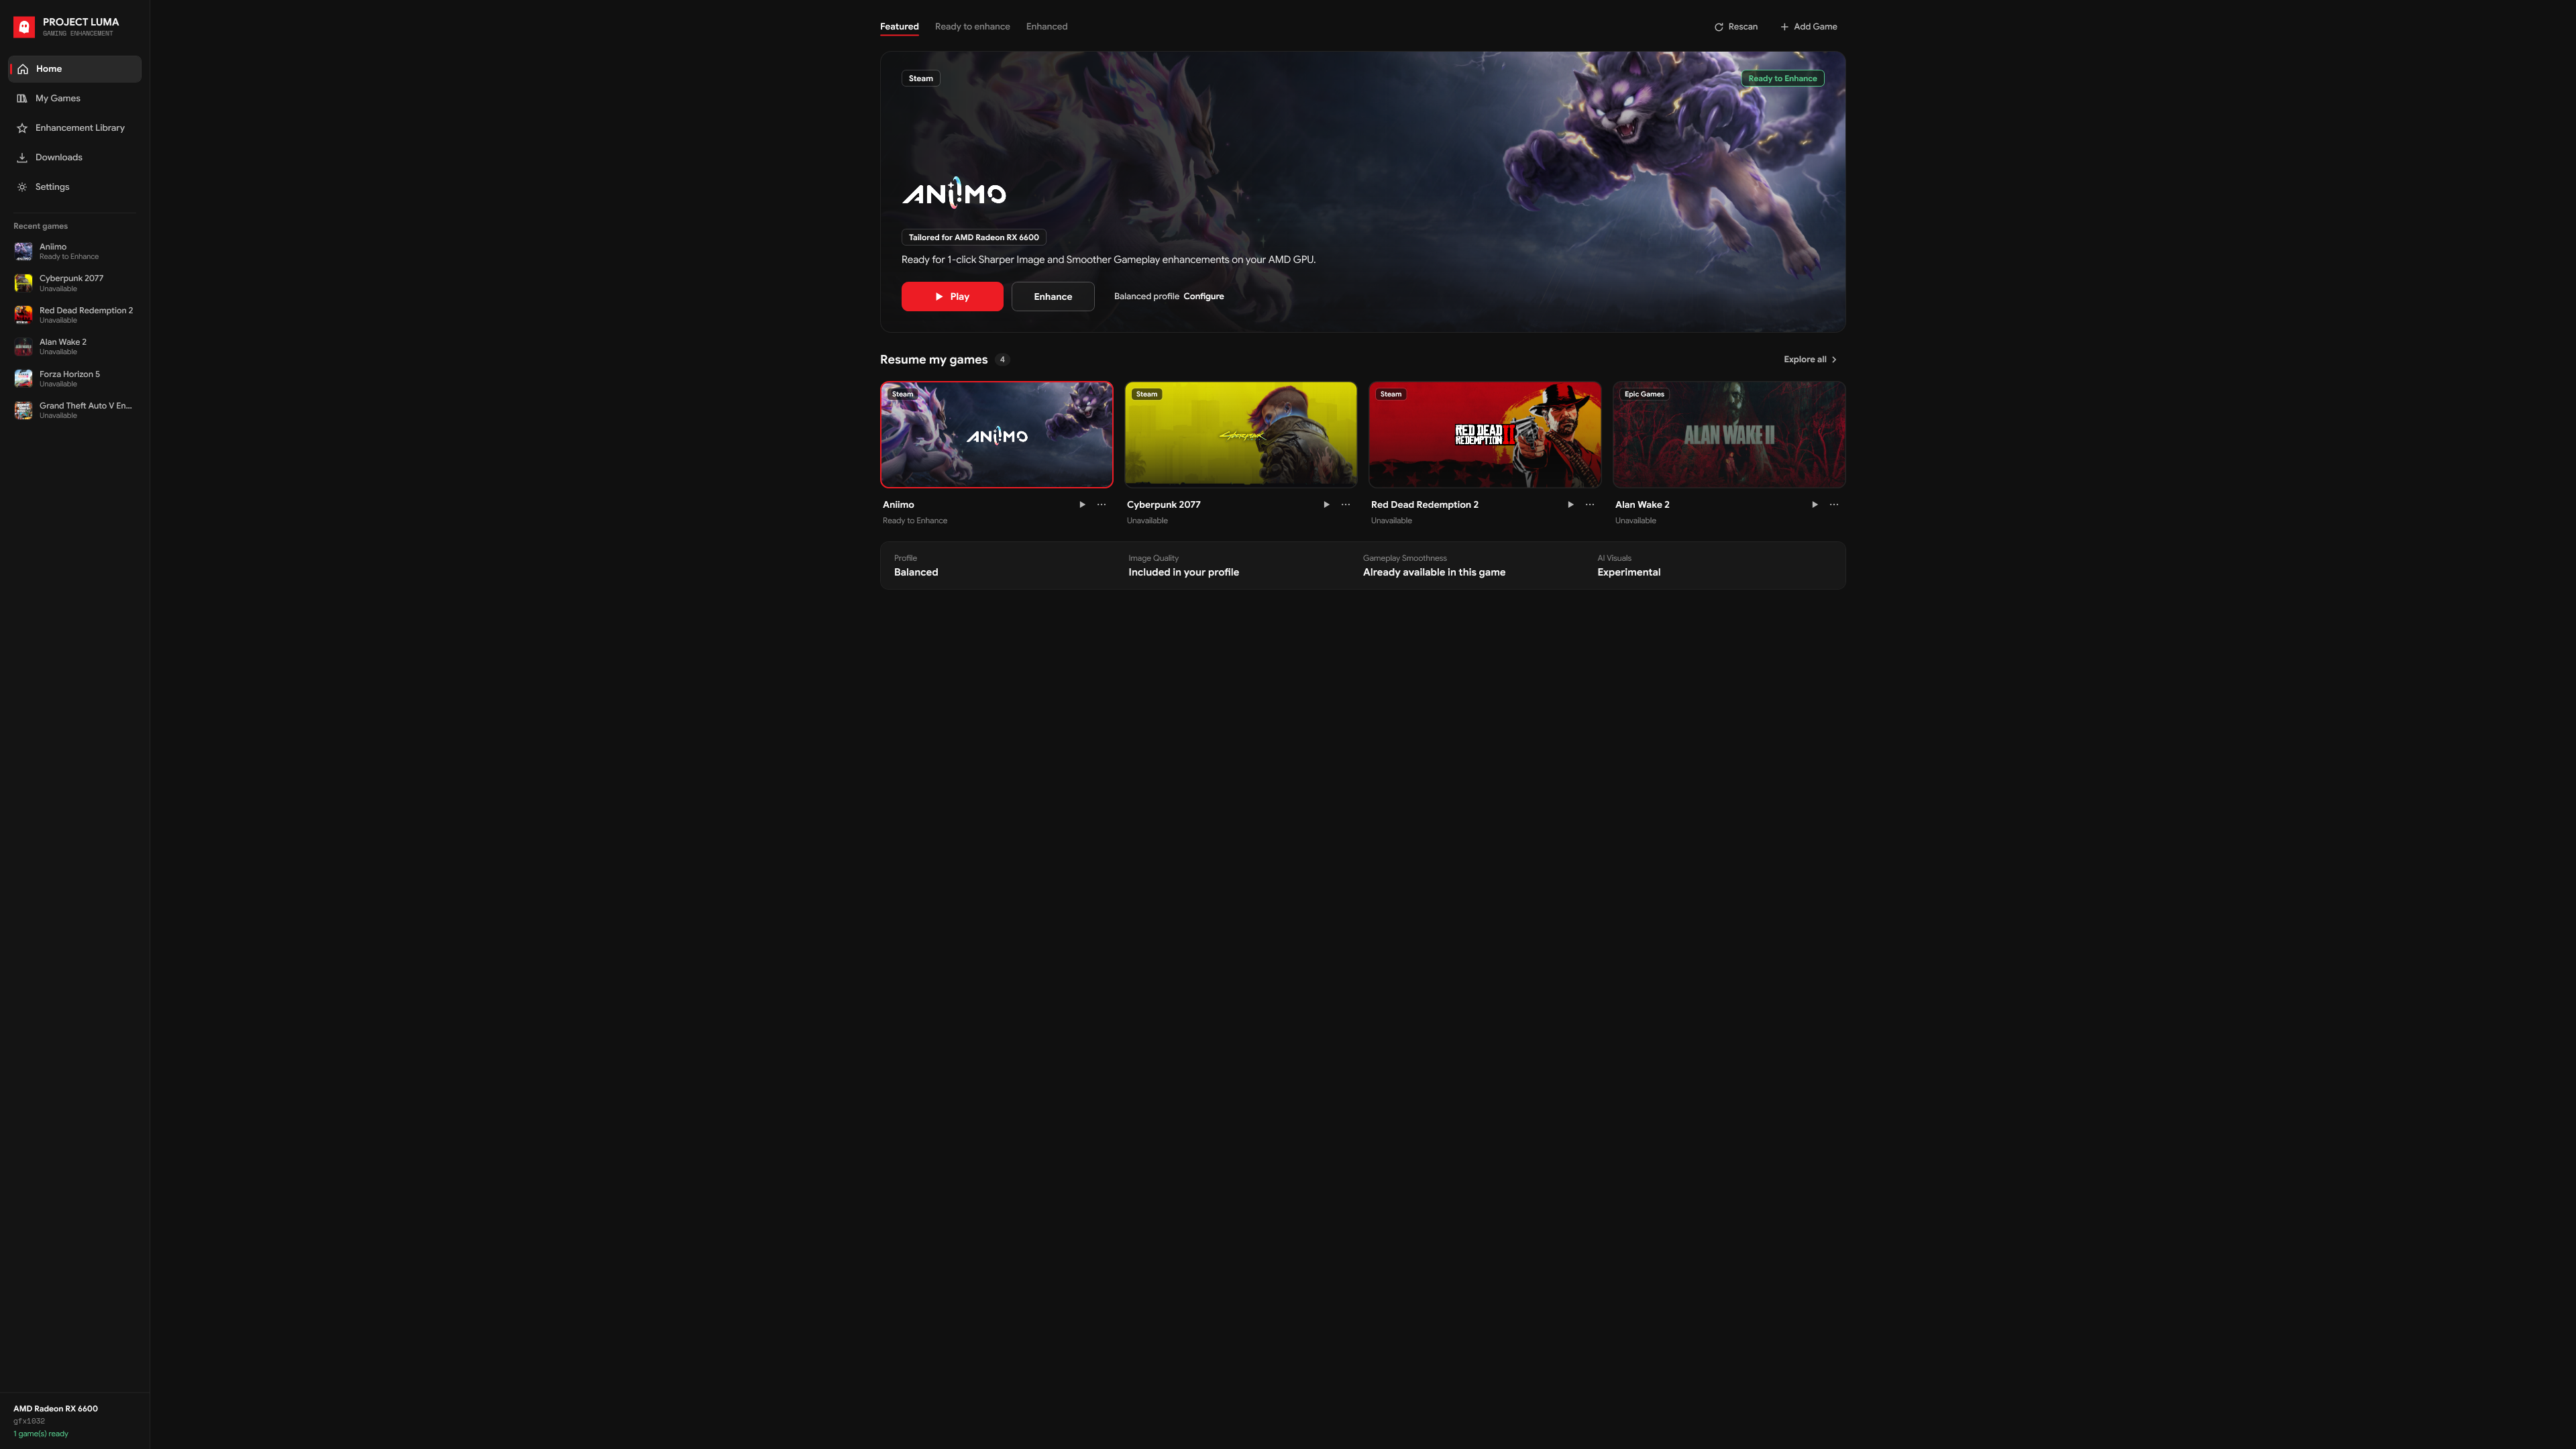 PROJECT LUMA
GAMING ENHANCEMENT
Home
My Games
Enhancement Library
Downloads
Settings
Recent games
Aniimo
Ready to Enhance
Cyberpunk 2077
Unavailable
Red Dead Redemption 2
Unavailable
Alan Wake 2
Unavailable
Forza Horizon 5
Unavailable
Grand Theft Auto V En...
Unavailable
AMD Radeon RX 6600
gfx1032
1 game(s) ready
Featured Ready to enhance Enhanced
Rescan Add Game
Steam
Ready to Enhance
ANIIMO
Tailored for AMD Radeon RX 6600
Ready for 1-click Sharper Image and Smoother Gameplay enhancements on your AMD GPU.
Play Enhance Balanced profile Configure
Resume my games 4
Explore all
Steam
ANIIMO
Aniimo
Ready to Enhance
Steam
Cyberpunk
Cyberpunk 2077
Unavailable
Steam
RED DEAD
REDEMPTION II
Red Dead Redemption 2
Unavailable
Epic Games
ALAN WAKE II
Alan Wake 2
Unavailable
Profile
Balanced
Image Quality
Included in your profile
Gameplay Smoothness
Already available in this game
AI Visuals
Experimental